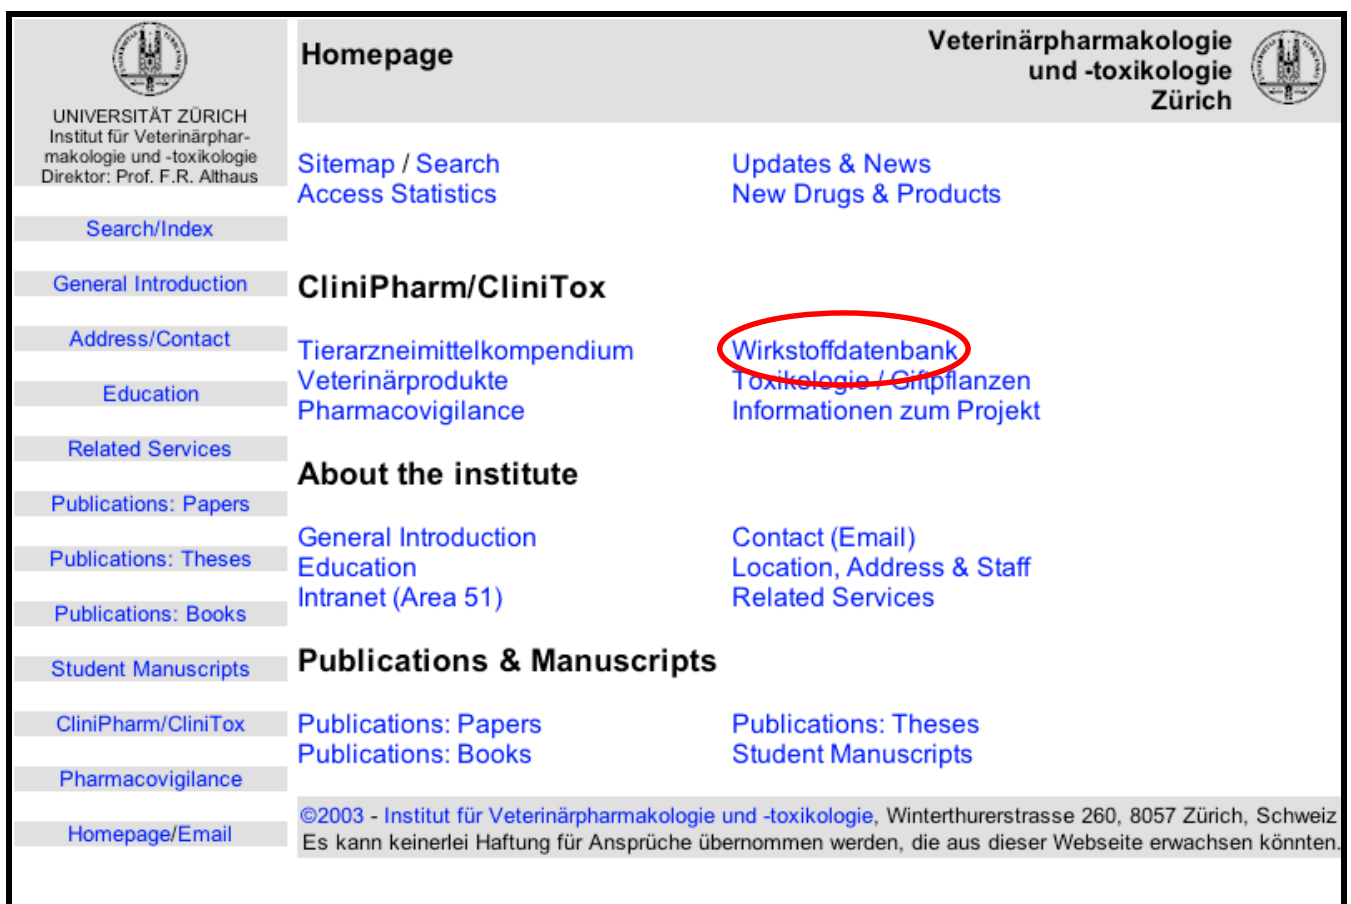 UNIVERSITÄT ZÜRICH
Institut für Veterinärphar-
makologie und -toxikologie
Direktor: Prof. F.R. Althaus
Search/Index
General Introduction
Address/Contact
Education
Related Services
Publications: Papers
Publications: Theses
Publications: Books
Student Manuscripts
CliniPharm/CliniTox
Pharmacovigilance
Homepage/Email
Homepage
Veterinärpharmakologie
und -toxikologie
Zürich
Sitemap / Search
Access Statistics
Updates & News
New Drugs & Products
CliniPharm/CliniTox
Tierarzneimittelkompendium
Veterinärprodukte
Pharmacovigilance
Wirkstoffdatenbank
Toxikologie / Giftpflanzen
Informationen zum Projekt
About the institute
General Introduction
Education
Intranet (Area 51)
Contact (Email)
Location, Address & Staff
Related Services
Publications & Manuscripts
Publications: Papers
Publications: Books
Publications: Theses
Student Manuscripts
©2003 - Institut für Veterinärpharmakologie und -toxikologie, Winterthurerstrasse 260, 8057 Zürich, Schweiz
Es kann keinerlei Haftung für Ansprüche übernommen werden, die aus dieser Webseite erwachsen könnten.